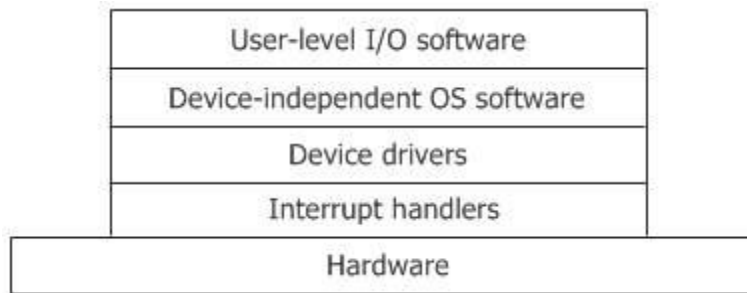 User-level I/O software
Device-independent OS software
Device drivers
Interrupt handlers
Hardware